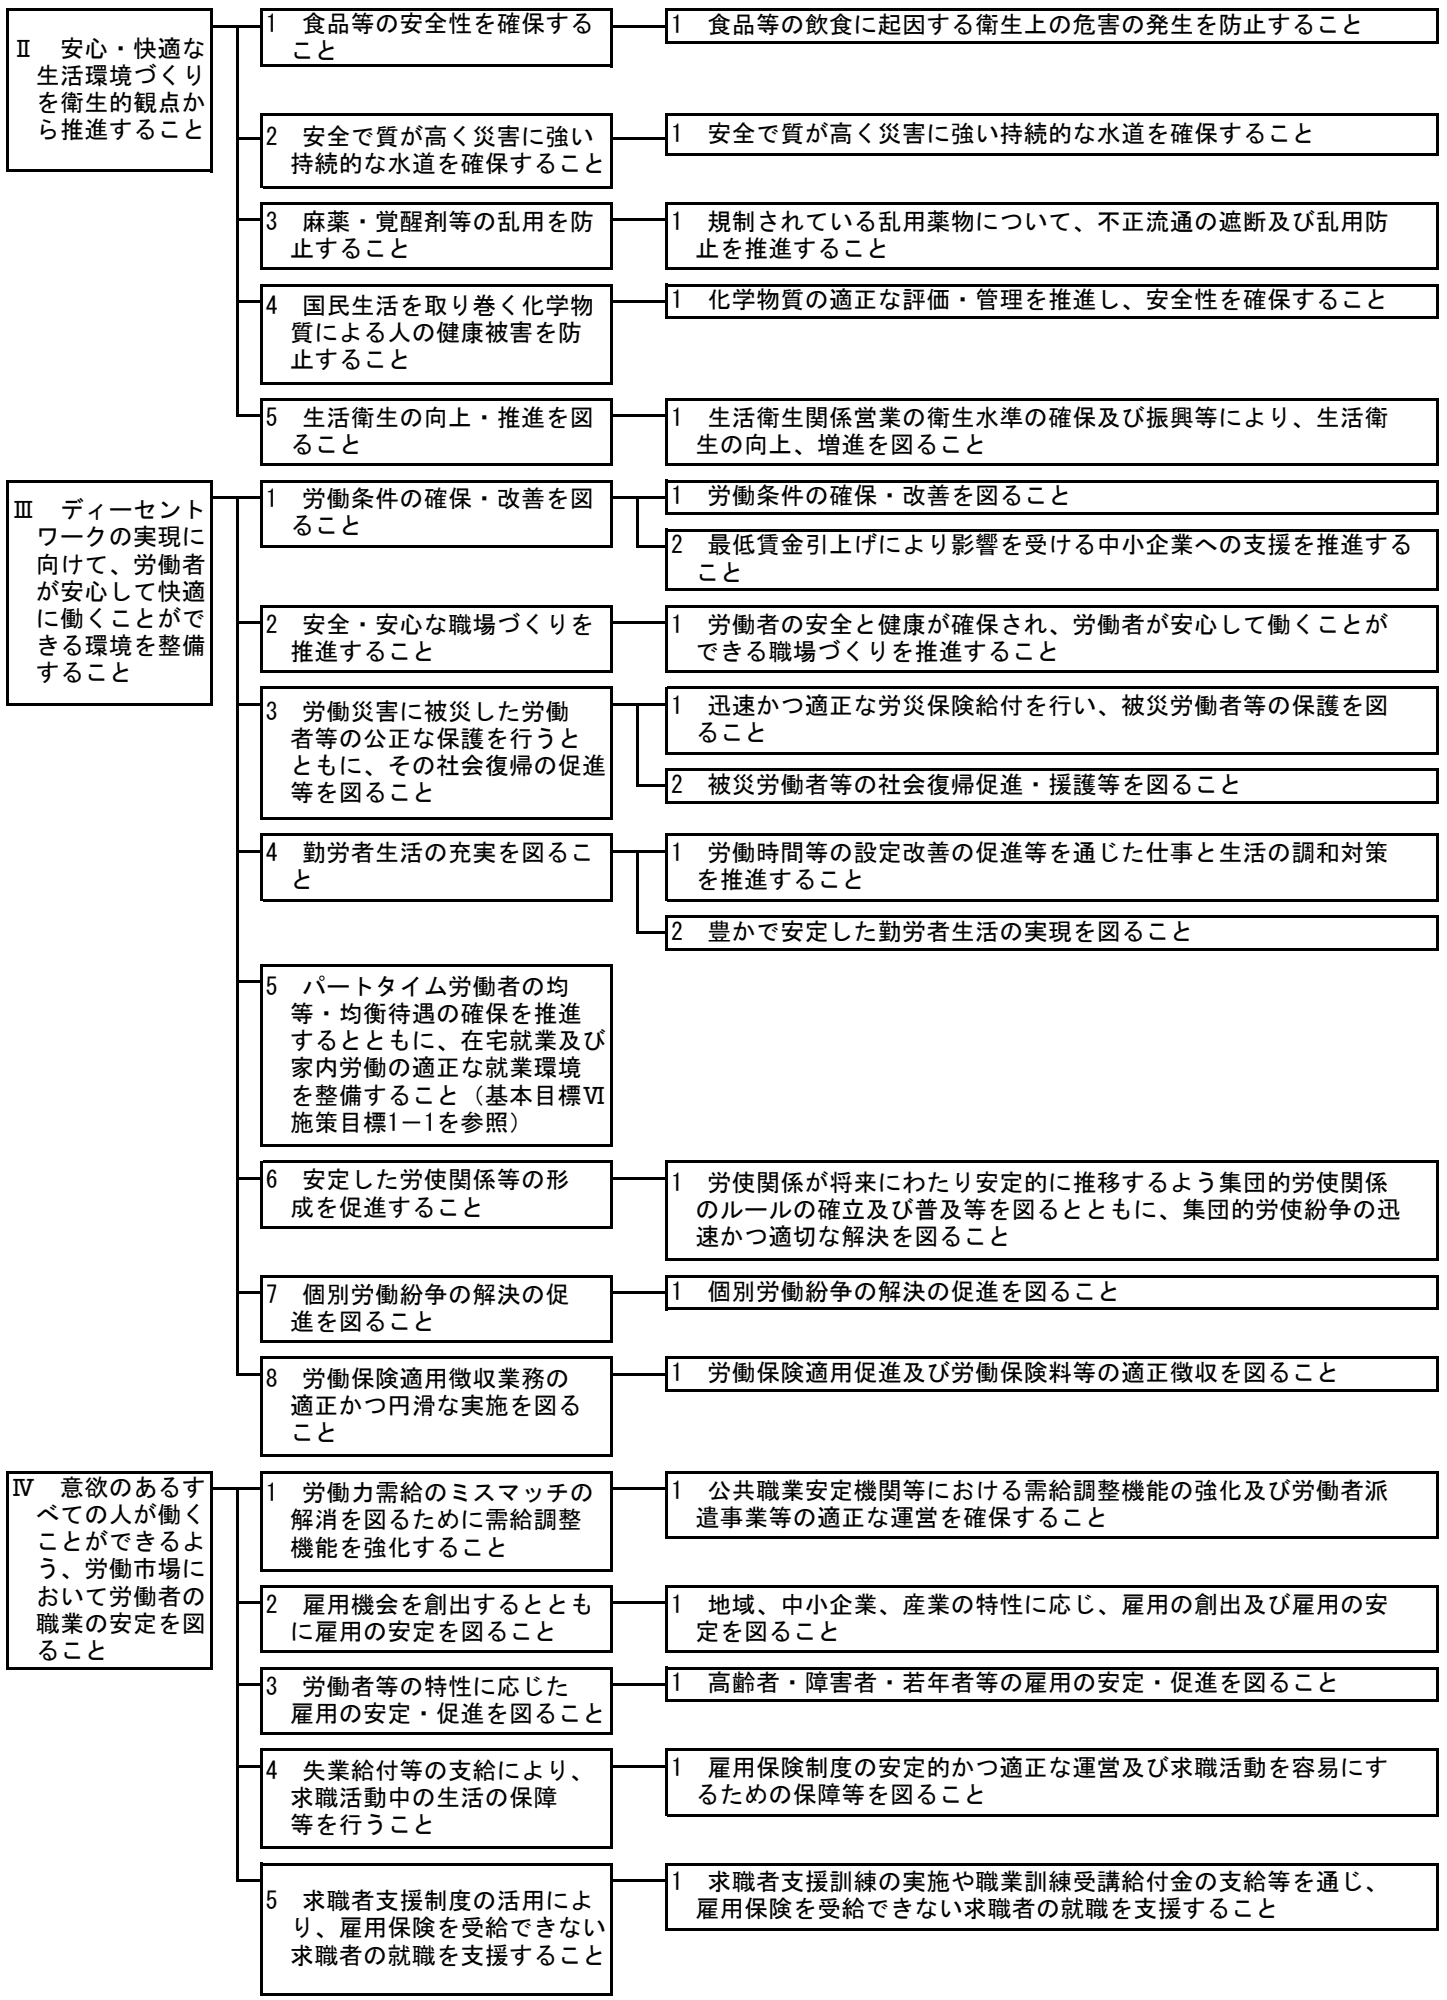 Ⅱ　安心・快適な
生活環境づくり
を衛生的観点か
ら推進すること
1　食品等の安全性を確保する
こと
1　食品等の飲食に起因する衛生上の危害の発生を防止すること
2　安全で質が高く災害に強い
持続的な水道を確保すること
1　安全で質が高く災害に強い持続的な水道を確保すること
3　麻薬・覚醒剤等の乱用を防
止すること
1　規制されている乱用薬物について、不正流通の遮断及び乱用防
止を推進すること
4　国民生活を取り巻く化学物
質による人の健康被害を防
止すること
1　化学物質の適正な評価・管理を推進し、安全性を確保すること
5　生活衛生の向上・推進を図
ること
1　生活衛生関係営業の衛生水準の確保及び振興等により、生活衛
生の向上、増進を図ること
Ⅲ　ディーセント
ワークの実現に
向けて、労働者
が安心して快適
に働くことがで
きる環境を整備
すること
1　労働条件の確保・改善を図
ること
1　労働条件の確保・改善を図ること
2　最低賃金引上げにより影響を受ける中小企業への支援を推進する
こと
2　安全・安心な職場づくりを
推進すること
1　労働者の安全と健康が確保され、労働者が安心して働くことが
できる職場づくりを推進すること
3　労働災害に被災した労働
者等の公正な保護を行うと
ともに、その社会復帰の促進
等を図ること
1　迅速かつ適正な労災保険給付を行い、被災労働者等の保護を図
ること
2　被災労働者等の社会復帰促進・援護等を図ること
4　勤労者生活の充実を図るこ
と
1　労働時間等の設定改善の促進等を通じた仕事と生活の調和対策
を推進すること
2　豊かで安定した勤労者生活の実現を図ること
5　パートタイム労働者の均
等・均衡待遇の確保を推進
するとともに、在宅就業及び
家内労働の適正な就業環境
を整備すること（基本目標Ⅵ
施策目標1－1を参照）
6　安定した労使関係等の形
成を促進すること
1　労使関係が将来にわたり安定的に推移するよう集団的労使関係
のルールの確立及び普及等を図るとともに、集団的労使紛争の迅
速かつ適切な解決を図ること
7　個別労働紛争の解決の促
進を図ること
1　個別労働紛争の解決の促進を図ること
8　労働保険適用徴収業務の
適正かつ円滑な実施を図る
こと
1　労働保険適用促進及び労働保険料等の適正徴収を図ること
Ⅳ　意欲のあるす
べての人が働く
ことができるよ
う、労働市場に
おいて労働者の
職業の安定を図
ること
1　労働力需給のミスマッチの
解消を図るために需給調整
機能を強化すること
1　公共職業安定機関等における需給調整機能の強化及び労働者派
遣事業等の適正な運営を確保すること
2　雇用機会を創出するととも
に雇用の安定を図ること
1　地域、中小企業、産業の特性に応じ、雇用の創出及び雇用の安
定を図ること
3　労働者等の特性に応じた
雇用の安定・促進を図ること
1　高齢者・障害者・若年者等の雇用の安定・促進を図ること
4　失業給付等の支給により、
求職活動中の生活の保障
等を行うこと
1　雇用保険制度の安定的かつ適正な運営及び求職活動を容易にす
るための保障等を図ること
5　求職者支援制度の活用によ
り、雇用保険を受給できない
求職者の就職を支援すること
1　求職者支援訓練の実施や職業訓練受講給付金の支給等を通じ、
雇用保険を受給できない求職者の就職を支援すること